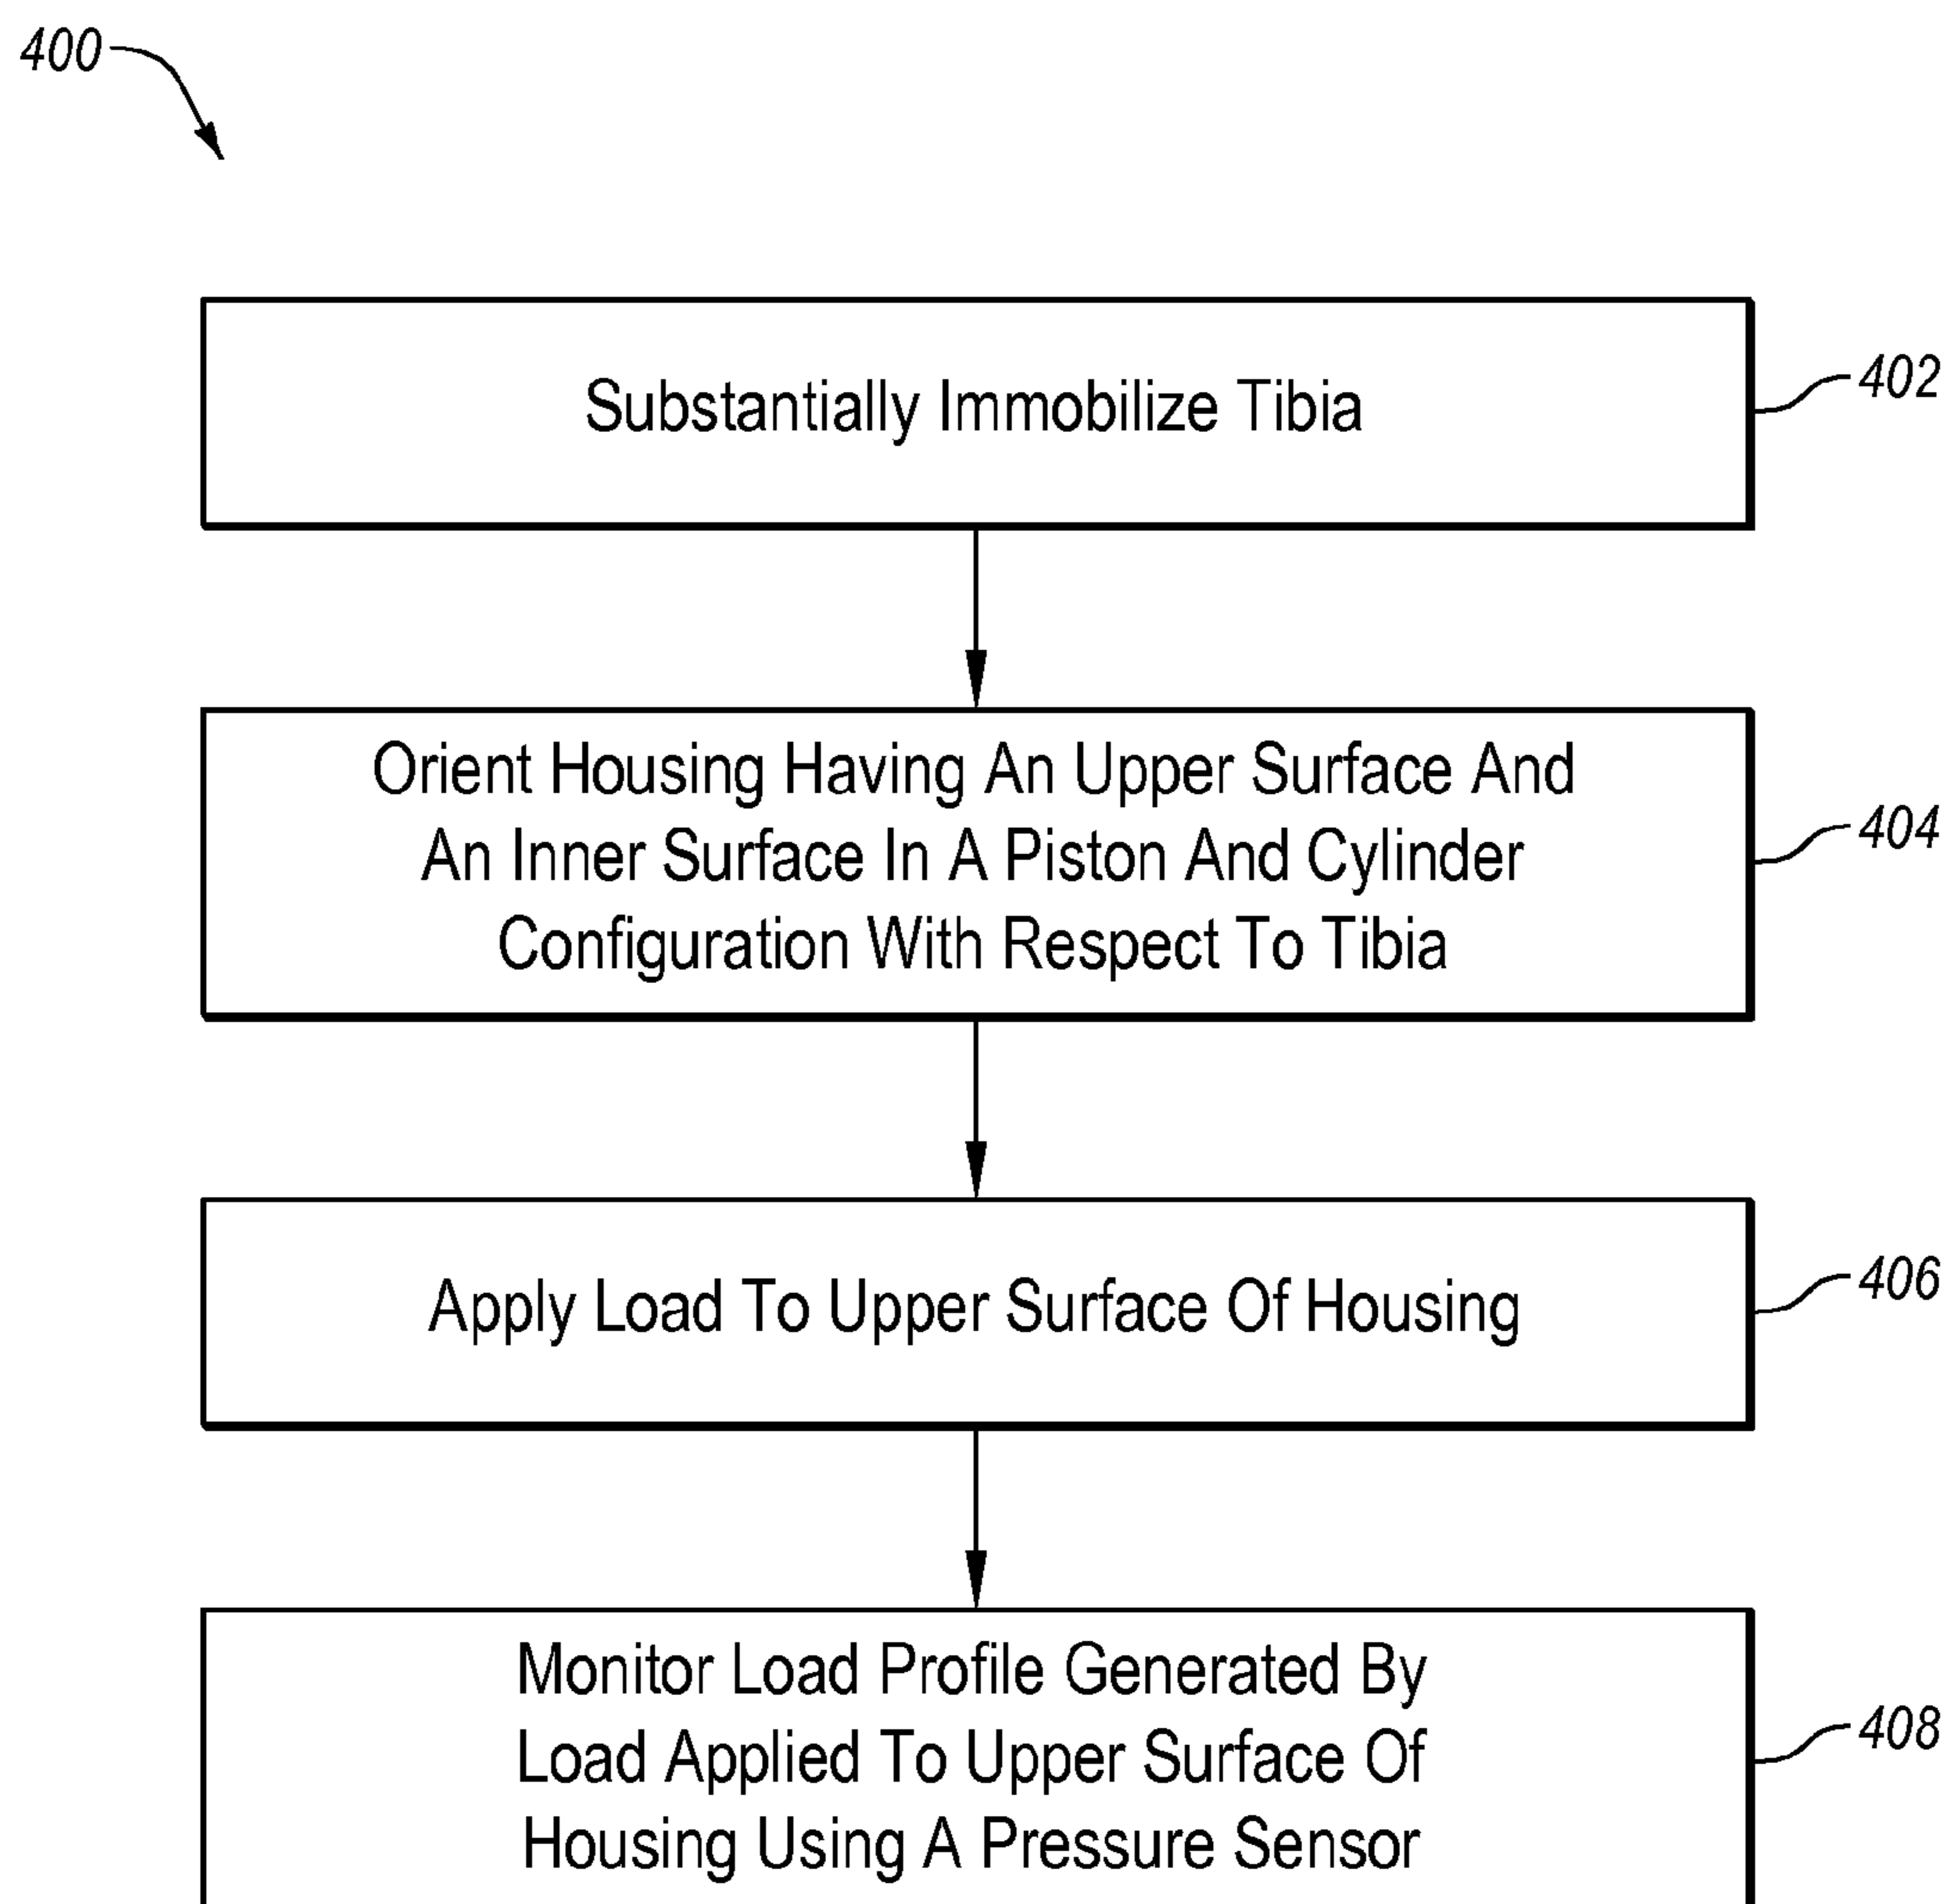 400
Substantially Immobilize Tibia
402
Orient Housing Having An Upper Surface And
An Inner Surface In A Piston And Cylinder
Configuration With Respect To Tibia
404
Apply Load To Upper Surface Of Housing
406
Monitor Load Profile Generated By
Load Applied To Upper Surface Of
Housing Using A Pressure Sensor
408